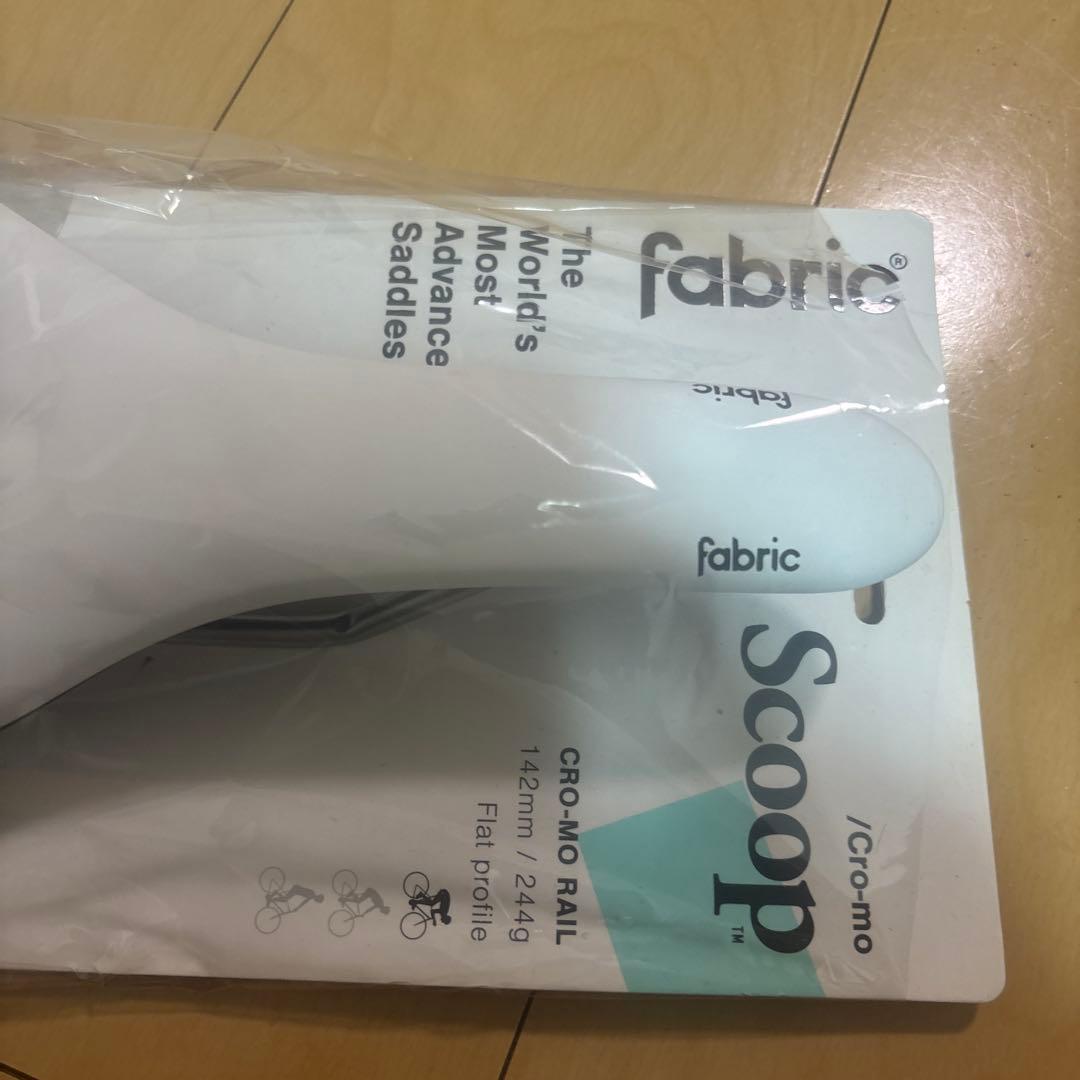 fabric®
The
World's
Most
Advance
Saddles
fabric
fabric
Scoop™
/Cro-mo
CRO-MO RAIL
142mm / 244g
Flat profile